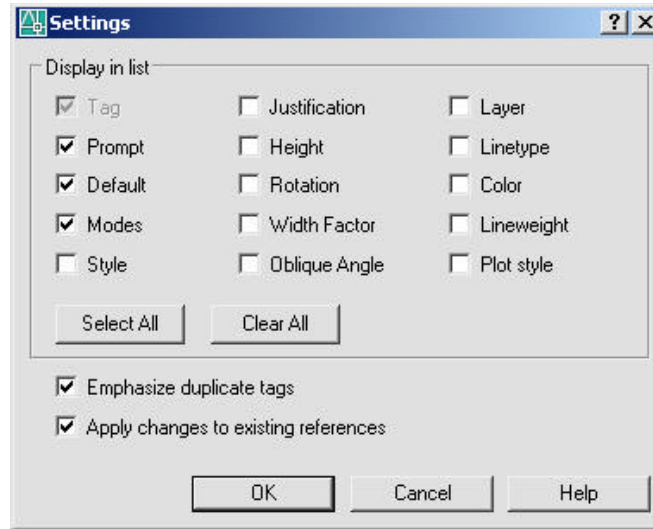 Settings
Display in list
Tag Justification Layer
Prompt Height Linetype
Default Rotation Color
Modes Width Factor Lineweight
Style Oblique Angle Plot style
Select All Clear All
Emphasize duplicate tags
Apply changes to existing references
OK Cancel Help